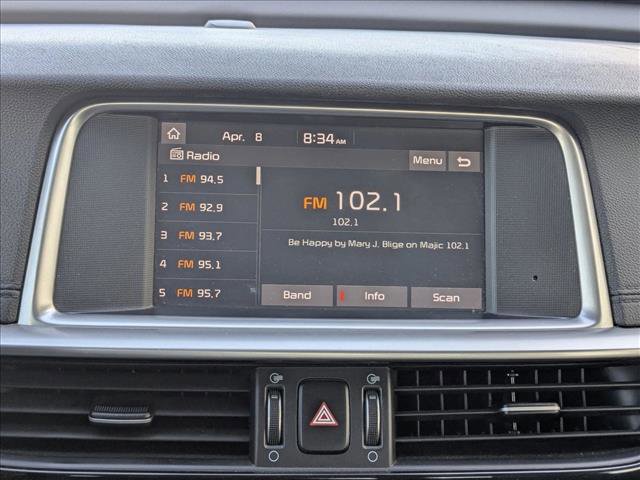 Apr. 8 8:34 AM
Radio Menu
1 FM 94.5
2 FM 92.9
3 FM 93.7
4 FM 95.1
5 FM 95.7
FM 102.1
102.1
Be Happy by Mary J. Blige on Majic 102.1
Band Info Scan